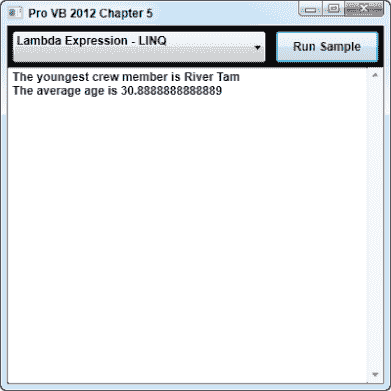 Pro VB 2012 Chapter 5
Lambda Expression - LINQ
Run Sample
The youngest crew member is River Tam
The average age is 30.8888888888889